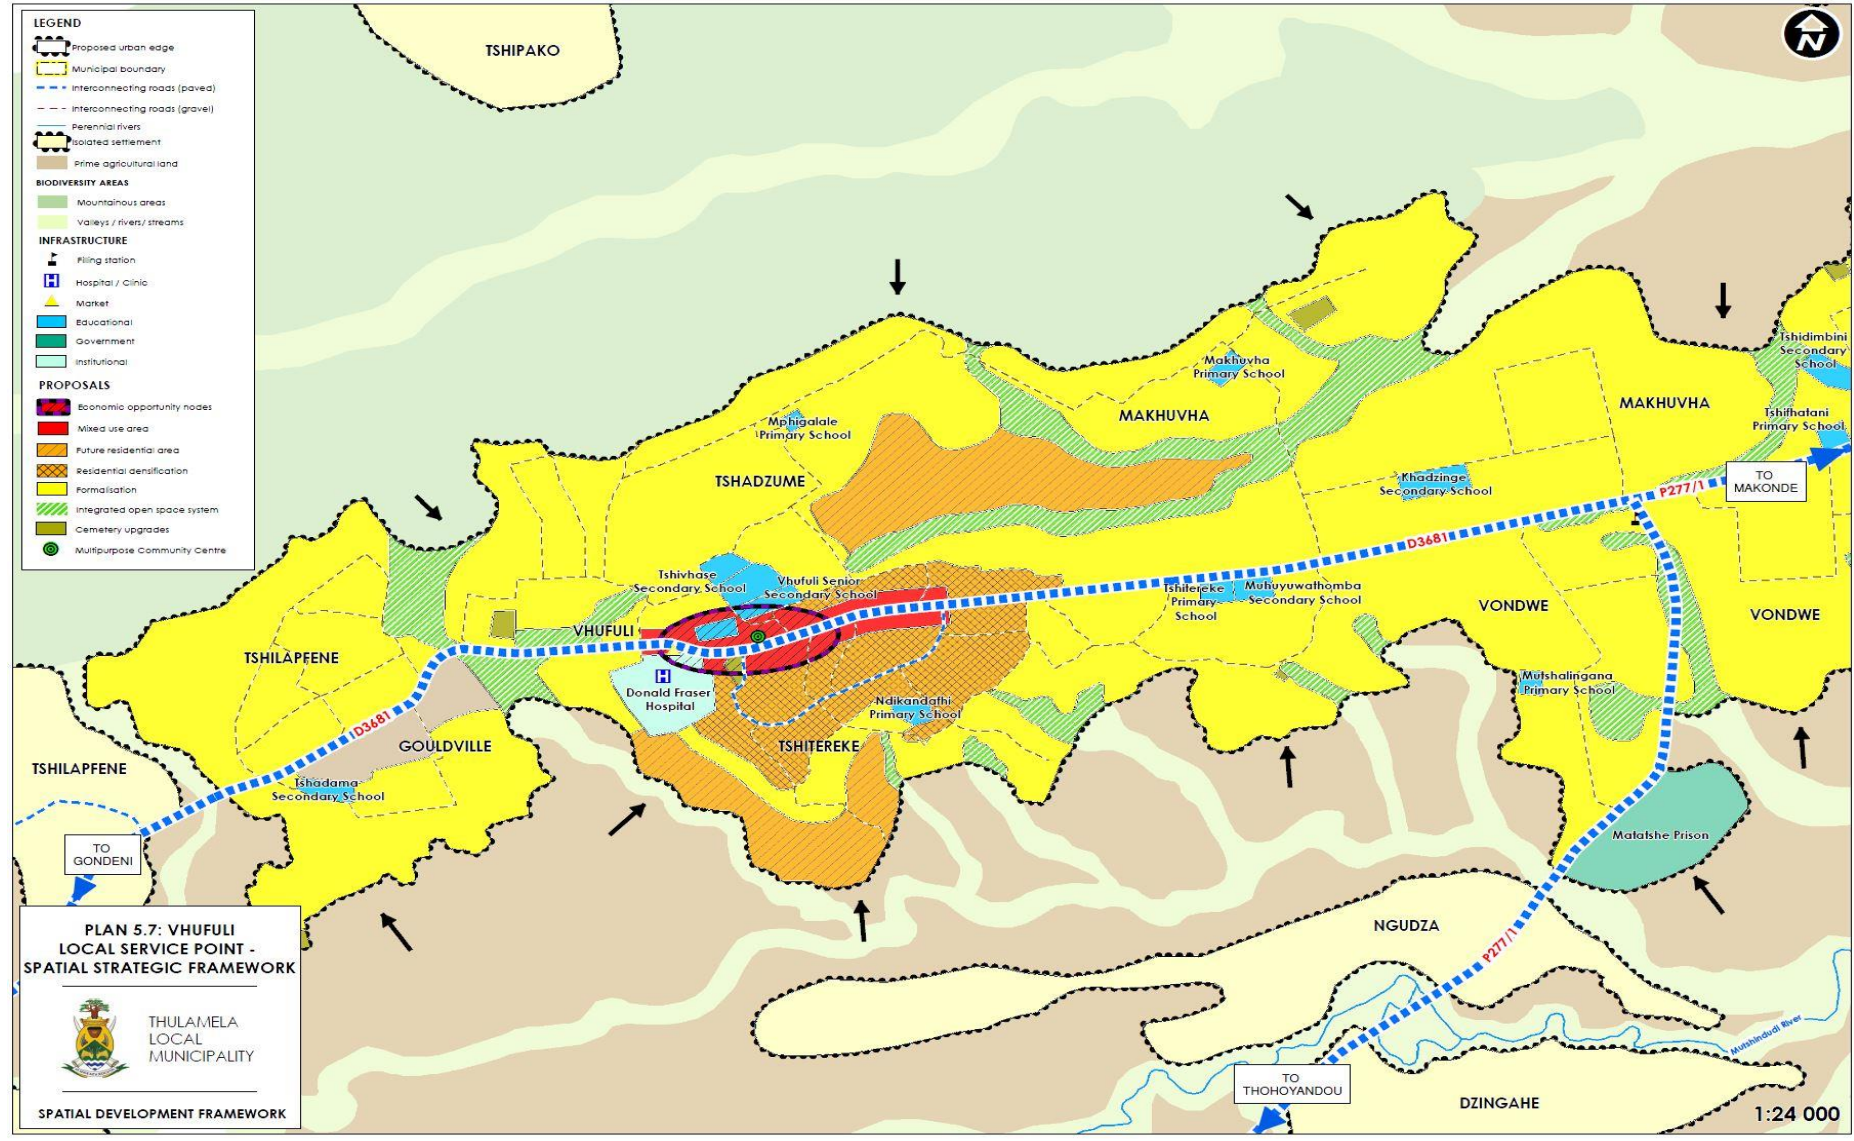 LEGEND
Proposed urban edge
Municipal boundary
Interconnecting roads (paved)
Interconnecting roads (gravel)
Perennial rivers
Isolated settlement
Prime agricultural land
BIODIVERSITY AREAS
Mountainous areas
Valleys / rivers/ streams
INFRASTRUCTURE
Filing station
H
Hospital / Clinic
Market
Educational
Government
Institutional
PROPOSALS
Economic opportunity nodes
Mixed use area
Future residential area
Residential densification
Formalisation
Integrated open space system
Cemetery upgrades
Multipurpose Community Centre
TSHIPAKO
N
Tshidimbini
Secondary
School
Makhuvha
Primary School
MAKHUVHA
MAKHUVHA
Tshifhatani
Primary School
Mphigalale
Primary School
TSHADZUME
Khadzinge
Secondary School
P277/1
TO
MAKONDE
D3681
Tshivhase
Secondary School
Vhufuli Senior
Secondary School
Tshitereke
Primary
School
Muhuyuwathomba
Secondary School
VONDWE
VONDWE
VHUFULI
TSHILAPFENE
H
Donald Fraser
Hospital
Ndikandathi
Primary School
Mutshalingana
Primary School
D3681
GOULDVILLE
TSHITEREKE
TSHILAPFENE
Tshadama
Secondary School
Matatshe Prison
TO
GONDENI
NGUDZA
P277/1
Mutshindudi River
TO
THOHOYANDOU
DZINGAHE
1:24 000
PLAN 5.7: VHUFULI
LOCAL SERVICE POINT -
SPATIAL STRATEGIC FRAMEWORK
THULAMELA
LOCAL
MUNICIPALITY
SPATIAL DEVELOPMENT FRAMEWORK